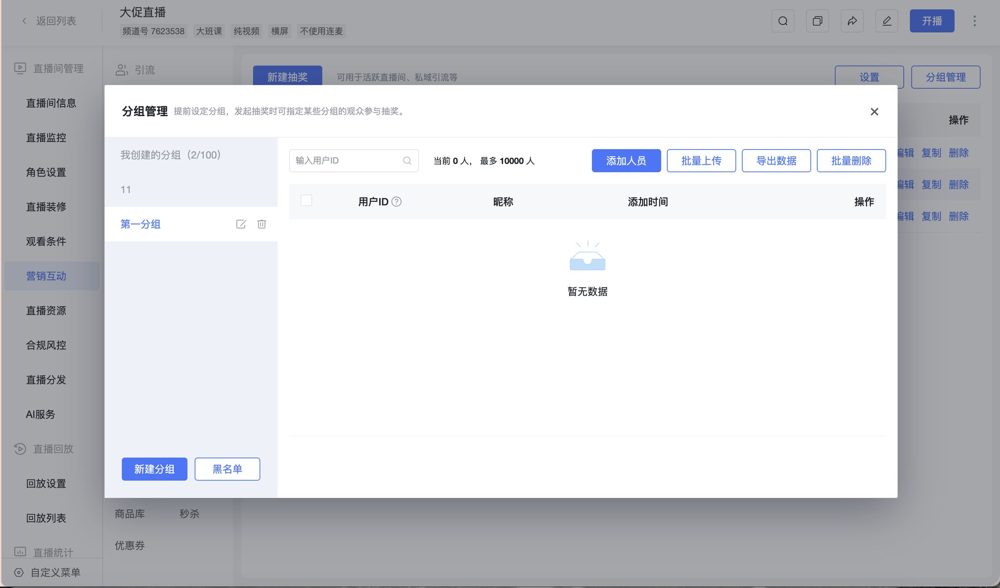 返回列表
大促直播
频道号 7623538
大班课
纯视频
横屏
不使用连麦
开播
直播间管理
直播间信息
直播监控
角色设置
直播装修
观看条件
营销互动
直播资源
合规风控
直播分发
AI服务
直播回放
回放设置
回放列表
直播统计
自定义菜单
引流
新建抽奖
可用于活跃直播间、私域引流等
设置
分组管理
操作
编辑 复制 删除
编辑 复制 删除
编辑 复制 删除
分组管理
提前设定分组，发起抽奖时可指定某些分组的观众参与抽奖。
我创建的分组（2/100）
11
第一分组
新建分组
黑名单
输入用户ID
当前 0 人， 最多 10000 人
添加人员
批量上传
导出数据
批量删除
用户ID
昵称
添加时间
操作
暂无数据
商品库
秒杀
优惠券